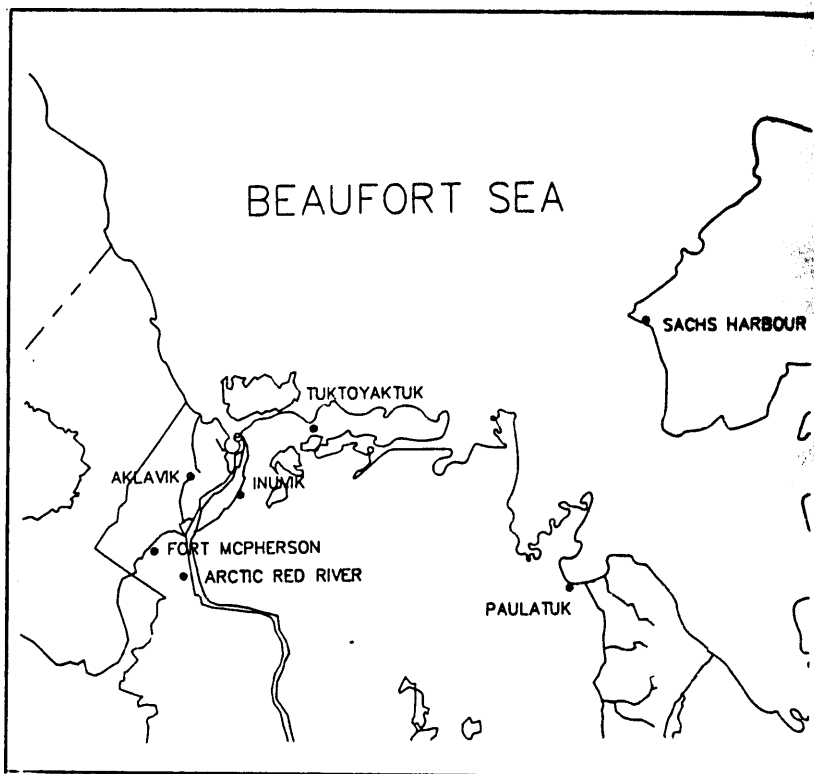 BEAUFORT SEA
SACHS HARBOUR
TUKTOYAKTUK
AKLAVIK
INUVIK
FORT MCPHERSON
ARCTIC RED RIVER
PAULATUK